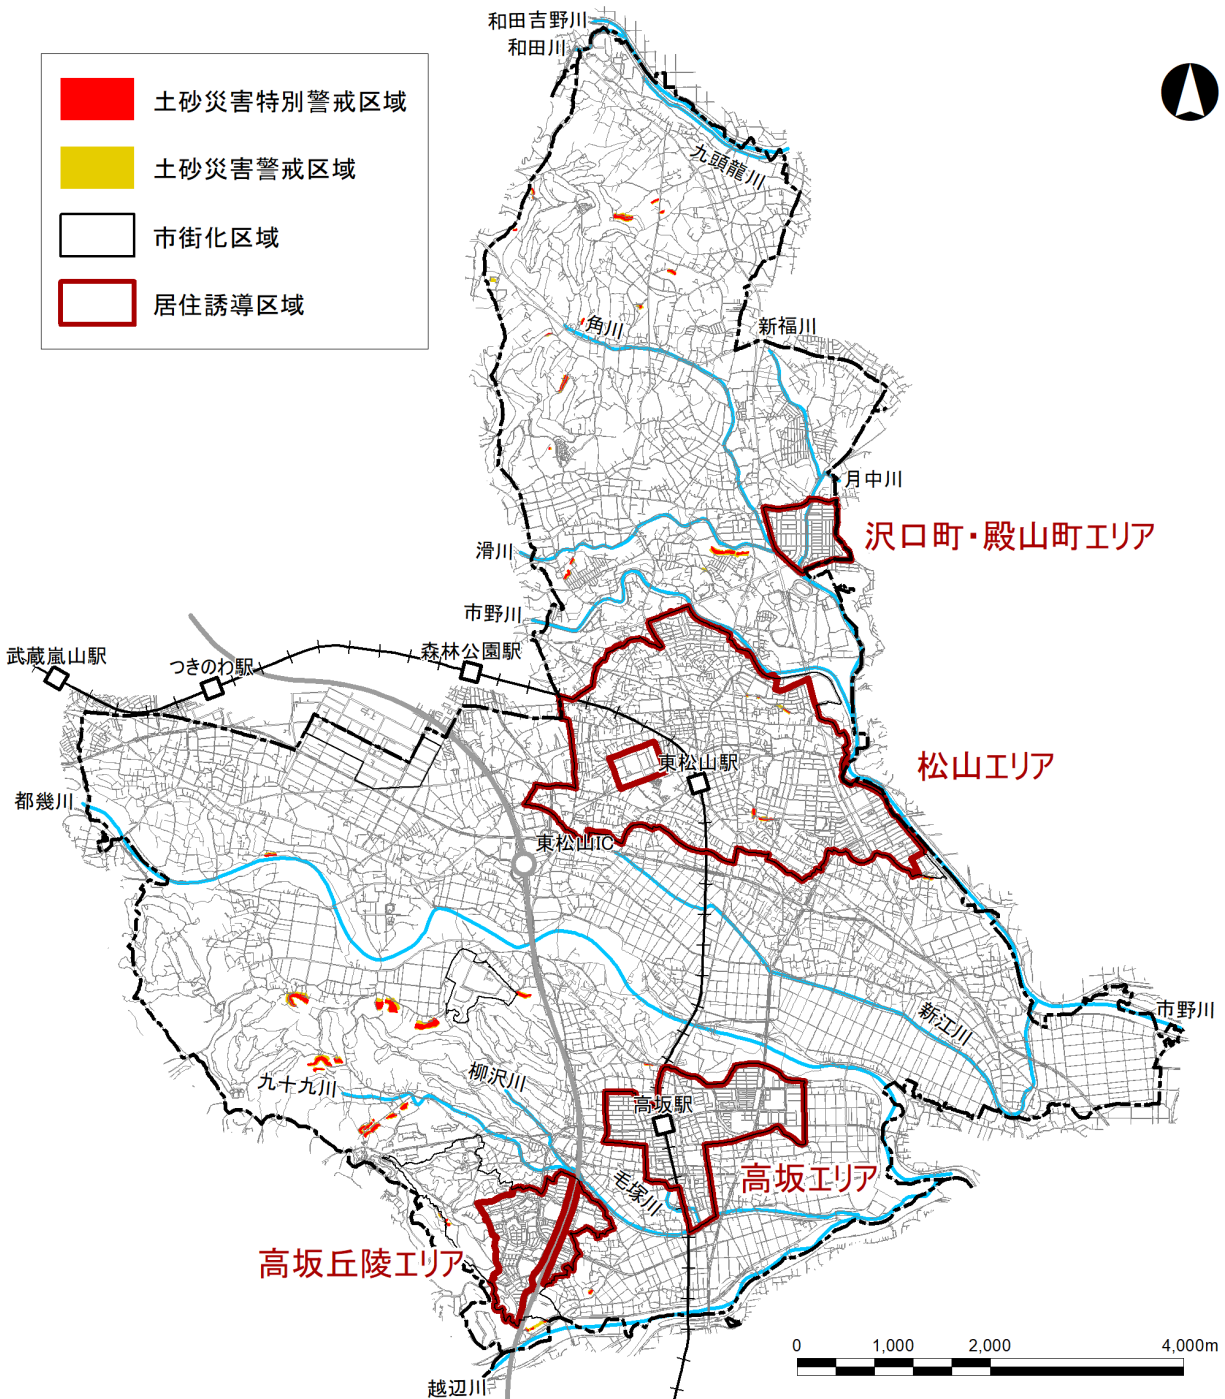 和田吉野川
和田川
土砂災害特別警戒区域
土砂災害警戒区域
市街化区域
居住誘導区域
九頭龍川
角川
新福川
月中川
沢口町・殿山町エリア
滑川
市野川
武蔵嵐山駅
つきのわ駅
森林公園駅
東松山駅
松山エリア
都幾川
東松山IC
新江川
市野川
柳沢川
九十九川
高坂駅
毛塚川
高坂エリア
高坂丘陵エリア
越辺川
0 1,000 2,000 4,000m